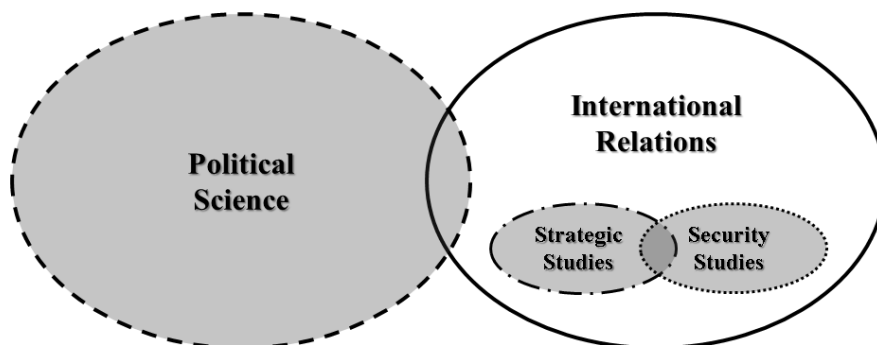 Political
Science
International
Relations
Strategic
Studies
Security
Studies